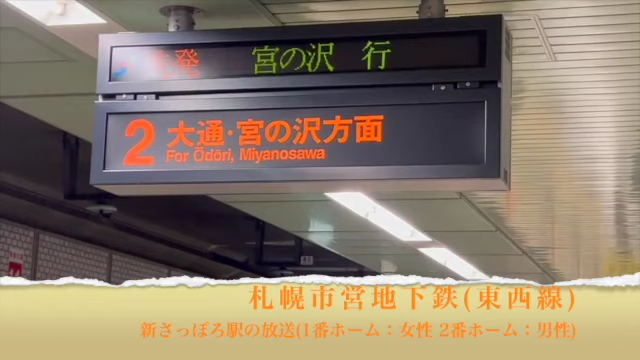 発 宮の沢 行
2 大通・宮の沢方面
For Ōdōri, Miyanosawa
札幌市営地下鉄(東西線)
新さっぽろ駅の放送(1番ホーム：女性 2番ホーム：男性)